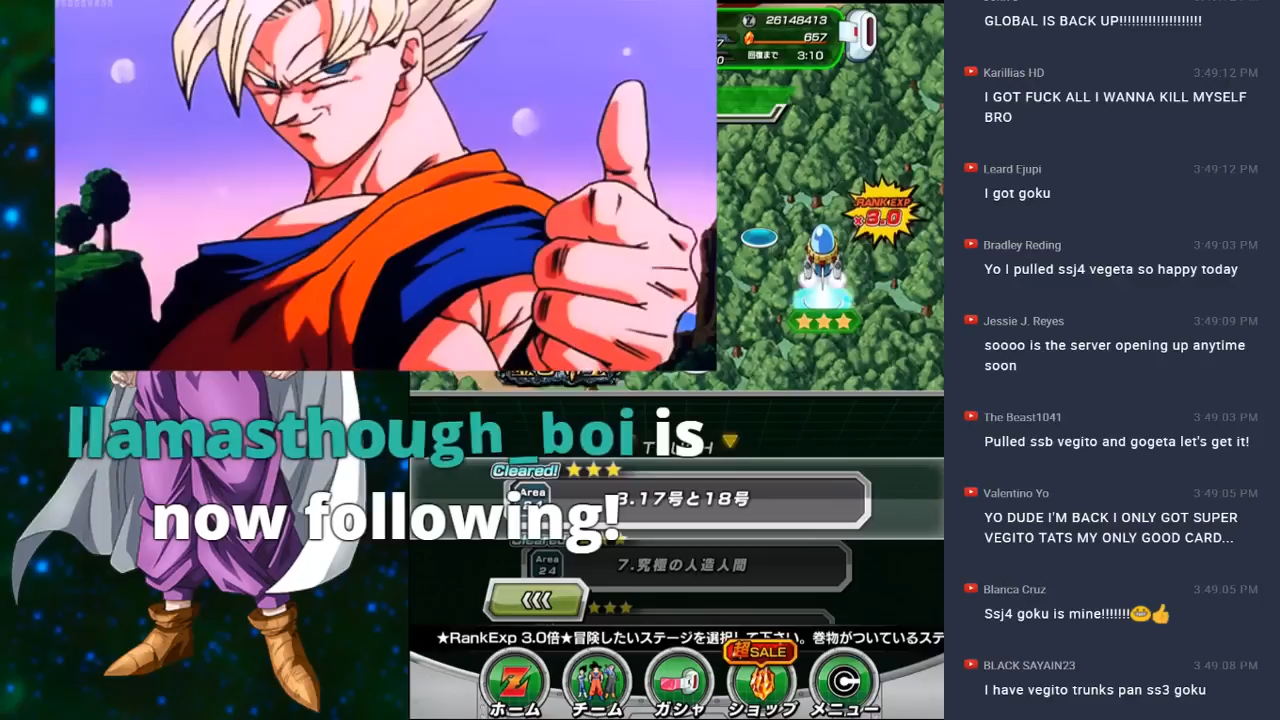 26148413
657
回復まで 3:10
RANK EXP
×3.0
llamasthough_boi is
now following!
Cleared!
Area
3.17号と18号
Area
24
7.究極の人造人間
★RankExp 3.0倍★冒険したいステージを選択して下さい。巻物がついているステ
超SALE
ホーム
チーム
ガシャ
ショップ
メニュー
GLOBAL IS BACK UP!!!!!!!!!!!!!!!!!!!!
Karillias HD 3:49:12 PM
I GOT FUCK ALL I WANNA KILL MYSELF
BRO
Leard Ejupi 3:49:12 PM
I got goku
Bradley Reding 3:49:03 PM
Yo I pulled ssj4 vegeta so happy today
Jessie J. Reyes 3:49:09 PM
soooo is the server opening up anytime
soon
The Beast1041 3:49:03 PM
Pulled ssb vegito and gogeta let's get it!
Valentino Yo 3:49:05 PM
YO DUDE I'M BACK I ONLY GOT SUPER
VEGITO TATS MY ONLY GOOD CARD...
Blanca Cruz 3:49:05 PM
Ssj4 goku is mine!!!!!!!😁👍
BLACK SAYAIN23 3:49:08 PM
I have vegito trunks pan ss3 goku